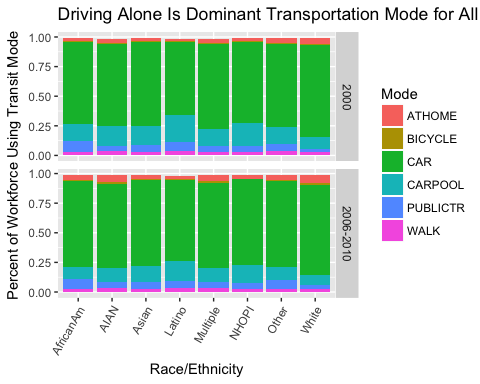 Driving Alone Is Dominant Transportation Mode for All
Percent of Workforce Using Transit Mode
1.00
0.75
0.50
0.25
0.00
2000
1.00
0.75
0.50
0.25
0.00
2006-2010
AfricanAm
AIAN
Asian
Latino
Multiple
NHOPI
Other
White
Race/Ethnicity
Mode
ATHOME
BICYCLE
CAR
CARPOOL
PUBLICTR
WALK